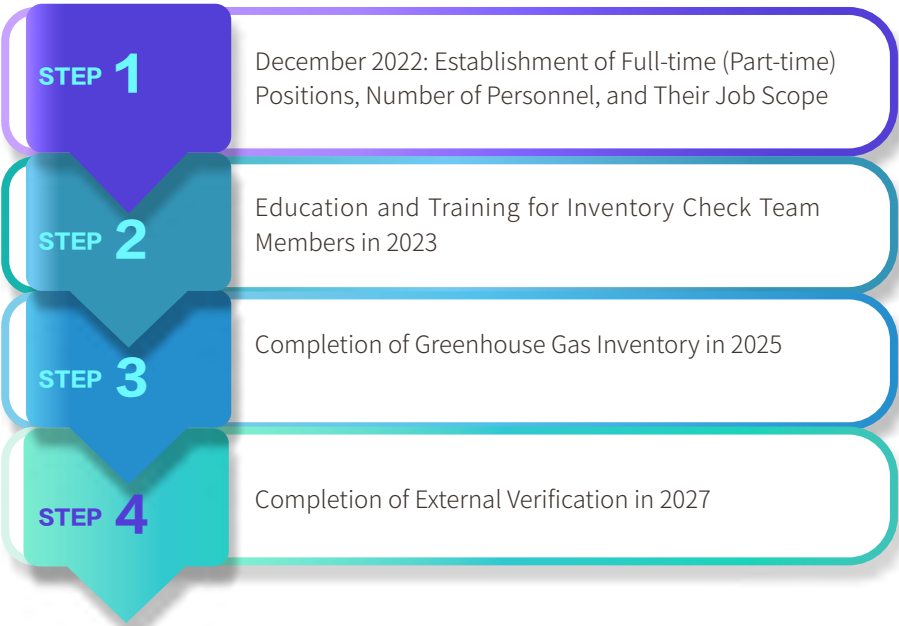 STEP 1
December 2022: Establishment of Full-time (Part-time)
Positions, Number of Personnel, and Their Job Scope
STEP 2
Education and Training for Inventory Check Team
Members in 2023
STEP 3
Completion of Greenhouse Gas Inventory in 2025
STEP 4
Completion of External Verification in 2027